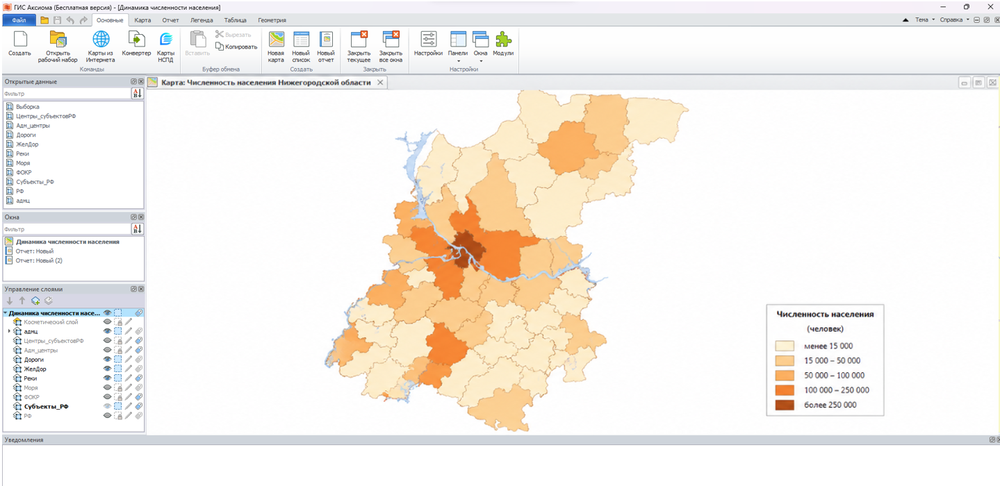 ГИС Аксиома (Бесплатная версия) - [Динамика численности населения]
Файл Основные Карта Отчет Легенда Таблица Геометрия Тема Справка
Создать Открыть рабочий набор Карты из Интернета Конвертер Карты НСПД Вставить Вырезать Копировать Новая карта Новый список Новый отчет Закрыть текущее Закрыть все окна Настройки Панели Окна Модули
Команды Буфер обмена Создать Закрыть Настройки
Открытые данные
Фильтр
Выборка
Центры_субъектовРФ
Адм_центры
Дороги
ЖелДор
Реки
Моря
ФОКР
Субъекты_РФ
РФ
адмц
Окна
Фильтр
Динамика численности населения
Отчет: Новый
Отчет: Новый (2)
Управление слоями
Динамика численности насе...
Косметический слой
адмц
Центры_субъектовРФ
Адм_центры
Дороги
ЖелДор
Реки
Моря
ФОКР
Субъекты_РФ
РФ
Карта: Численность населения Нижегородской области
Численность населения
(человек)
менее 15 000
15 000 – 50 000
50 000 – 100 000
100 000 – 250 000
более 250 000
Уведомления